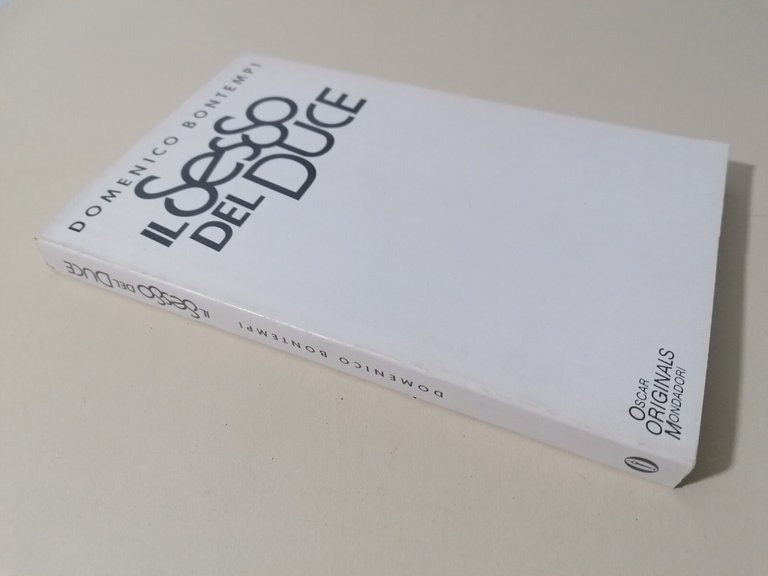 DOMENICO BONTEMPI
IL SESSO
DEL DUCE
OSCAR
ORIGINALS
MONDADORI
DOMENICO BONTEMPI IL SESSO DEL DUCE